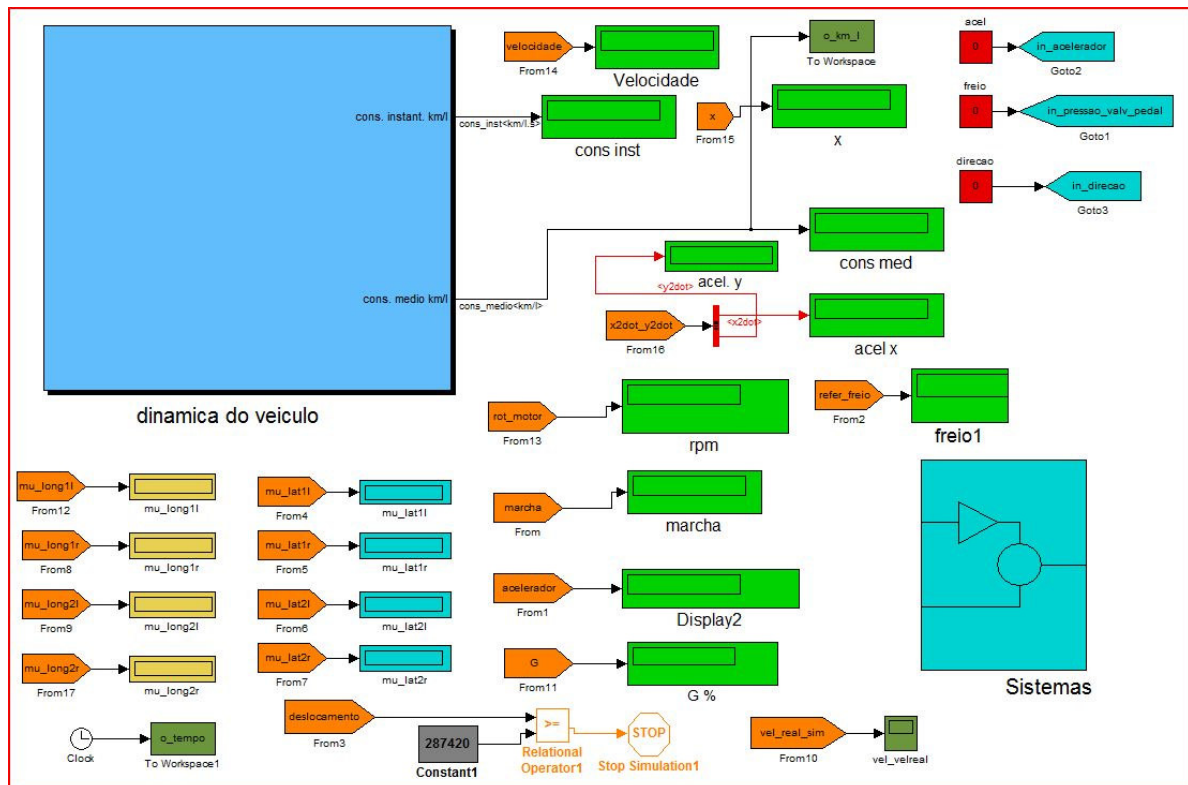 velocidade
From14
Velocidade
o_km_l
To Workspace
acel
0
in_acelerador
Goto2
cons. instant. km/l
cons_inst<km/l.s>
cons inst
x
From15
x
freio
0
in_pressao_valv_pedal
Goto1
direcao
0
in_direcao
Goto3
cons. medio km/l
cons_medio<km/l>
cons med
acel. y
<y2dot>
x2dot_y2dot
From16
<x2dot>
acel x
dinamica do veiculo
rot_motor
From13
rpm
refer_freio
From2
freio1
mu_long1l
From12
mu_long1l
mu_lat1l
From4
mu_lat1l
marcha
From
marcha
mu_long1r
From8
mu_long1r
mu_lat1r
From5
mu_lat1r
mu_long2l
From9
mu_long2l
mu_lat2l
From6
mu_lat2l
acelerador
From1
Display2
mu_long2r
From17
mu_long2r
mu_lat2r
From7
mu_lat2r
G
From11
G %
Sistemas
Clock
o_tempo
To Workspace1
deslocamento
From3
287420
Constant1
>=
Relational
Operator1
STOP
Stop Simulation1
vel_real_sim
From10
vel_velreal